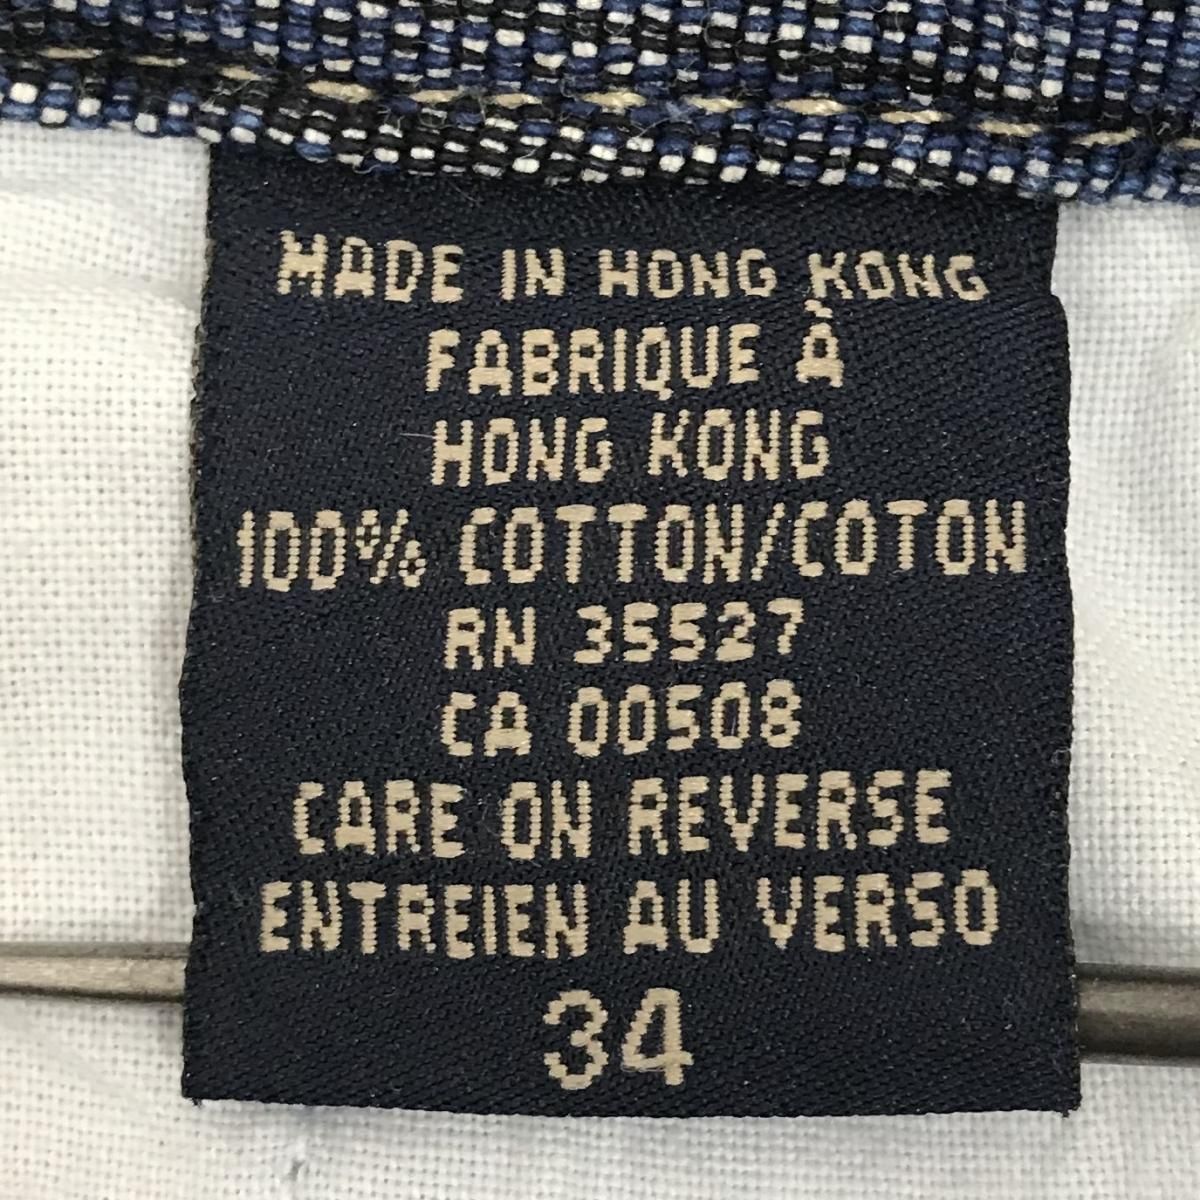 MADE IN HONG KONG
FABRIQUE À
HONG KONG
100% COTTON/COTON
RN 35527
CA 00508
CARE ON REVERSE
ENTREIEN AU VERSO
34